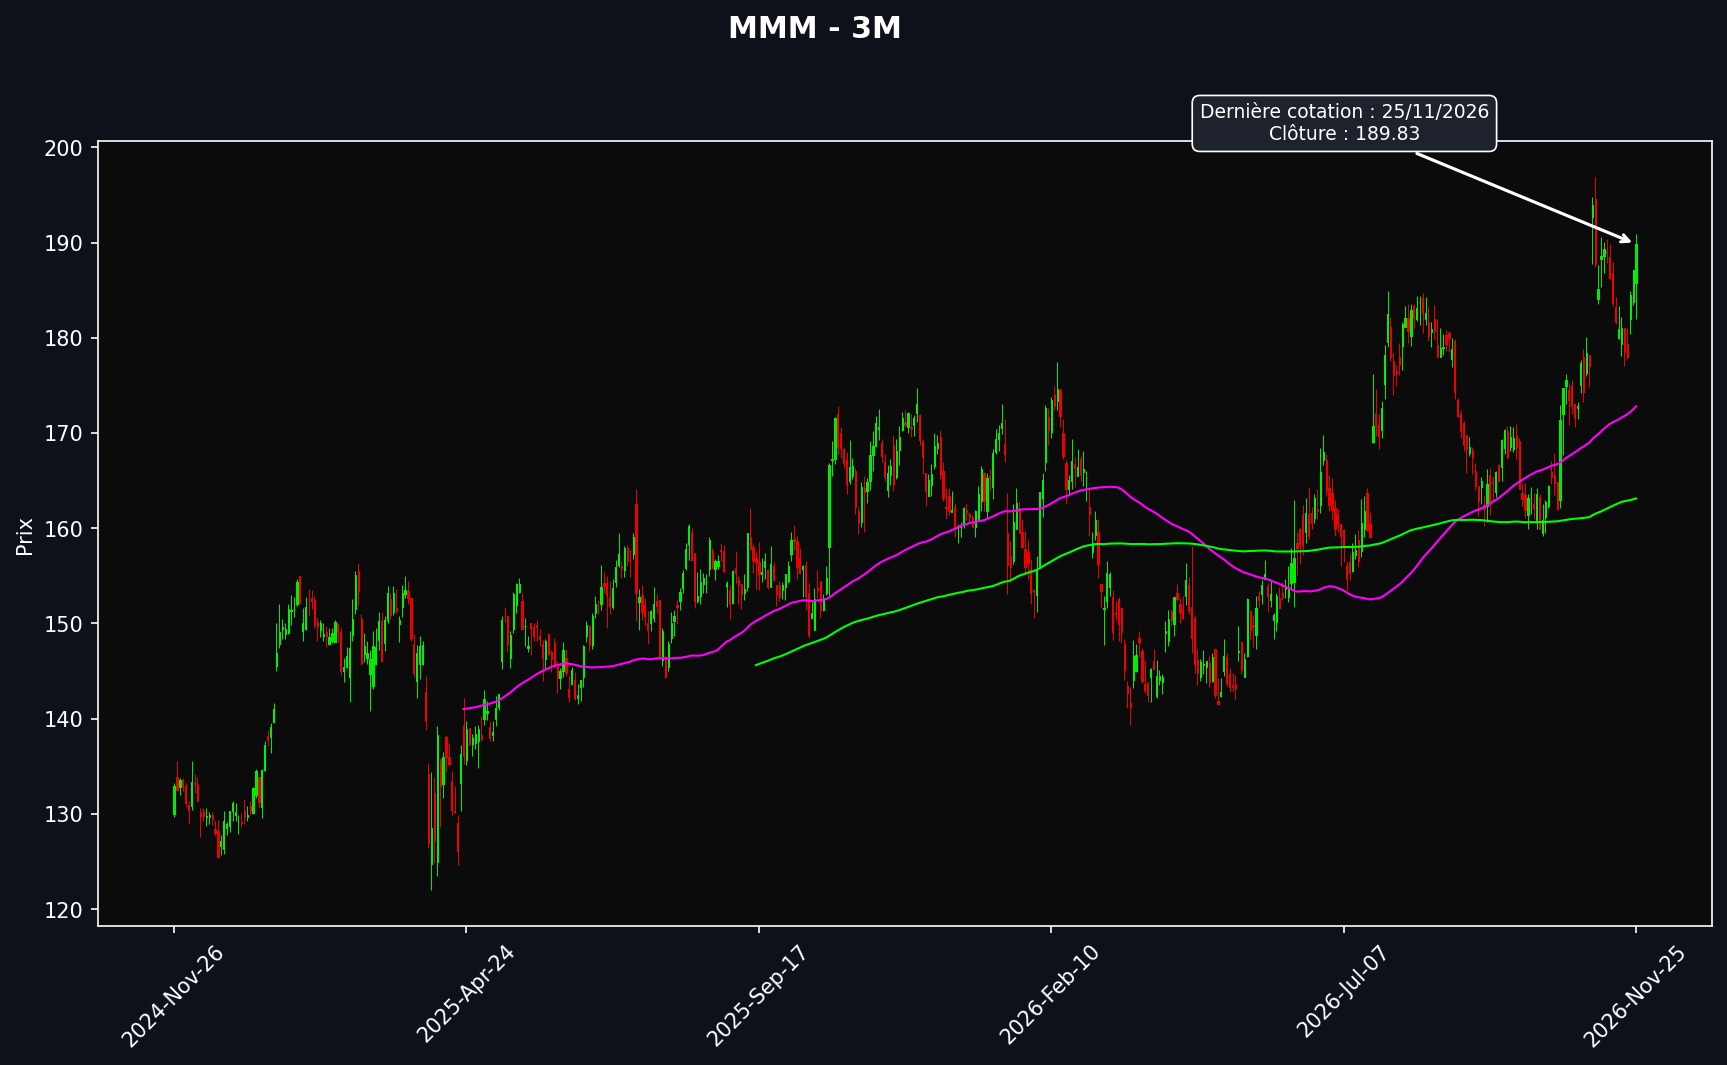 MMM - 3M
Dernière cotation : 25/11/2026
Clôture : 189.83
Prix
200
190
180
170
160
150
140
130
120
2024-Nov-26
2025-Apr-24
2025-Sep-17
2026-Feb-10
2026-Jul-07
2026-Nov-25